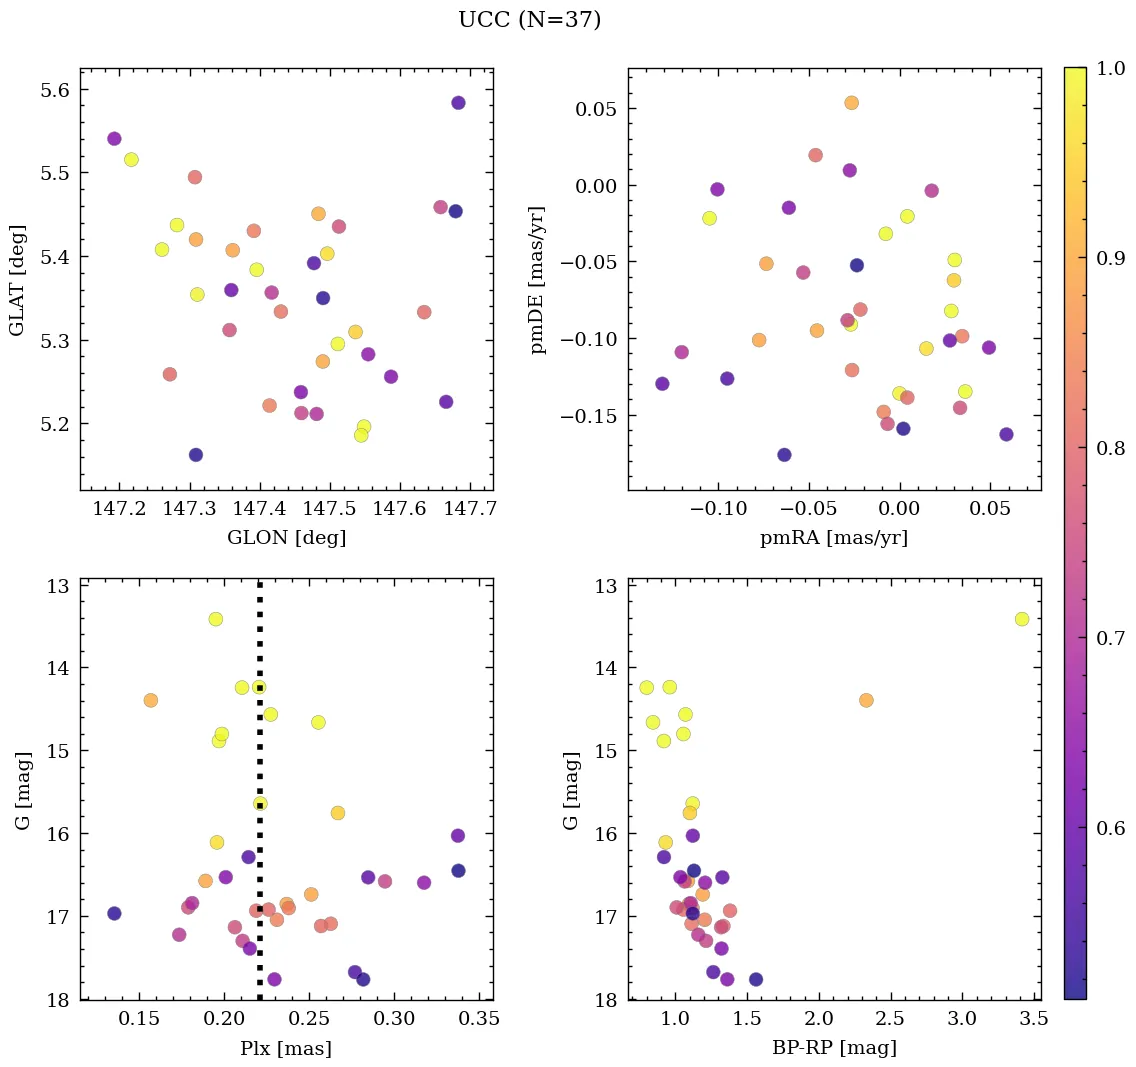 UCC (N=37)
5.6
5.5
5.4
5.3
5.2
GLAT [deg]
147.2 147.3 147.4 147.5 147.6 147.7
GLON [deg]
0.05
0.00
−0.05
−0.10
−0.15
pmDE [mas/yr]
−0.10 −0.05 0.00 0.05
pmRA [mas/yr]
1.0
0.9
0.8
0.7
0.6
13
14
15
16
17
18
G [mag]
0.15 0.20 0.25 0.30 0.35
Plx [mas]
13
14
15
16
17
18
G [mag]
1.0 1.5 2.0 2.5 3.0 3.5
BP-RP [mag]